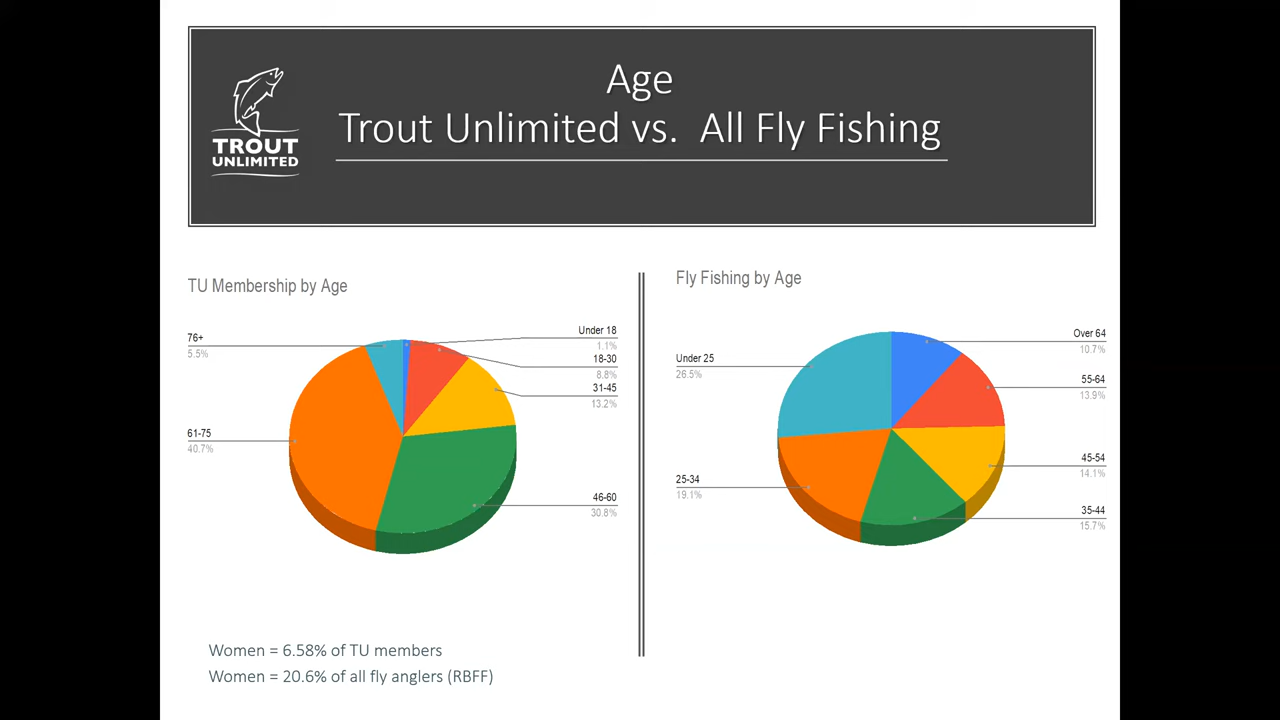 Age
Trout Unlimited vs. All Fly Fishing
TROUT
UNLIMITED
TU Membership by Age
76+
5.5%
61-75
40.7%
Under 18
1.1%
18-30
8.8%
31-45
13.2%
46-60
30.8%
Fly Fishing by Age
Under 25
26.5%
25-34
19.1%
Over 64
10.7%
55-64
13.9%
45-54
14.1%
35-44
15.7%
Women = 6.58% of TU members
Women = 20.6% of all fly anglers (RBFF)